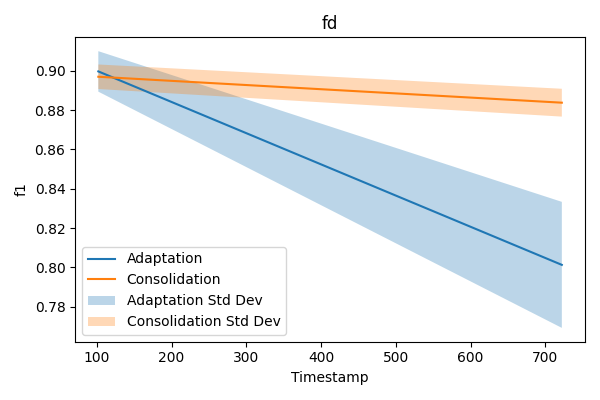 fd
f1
0.90
0.88
0.86
0.84
0.82
0.80
0.78
Adaptation
Consolidation
Adaptation Std Dev
Consolidation Std Dev
100 200 300 400 500 600 700
Timestamp